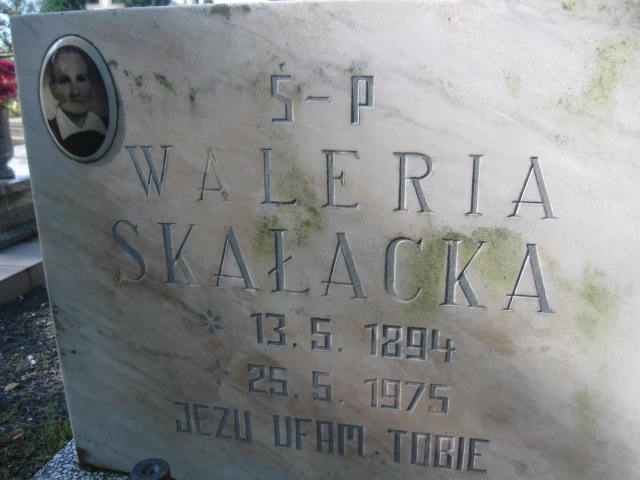 Ś-P
WALERIA
SKAŁACKA
* 13.5.1894
+ 25.5.1975
JEZU UFAM TOBIE